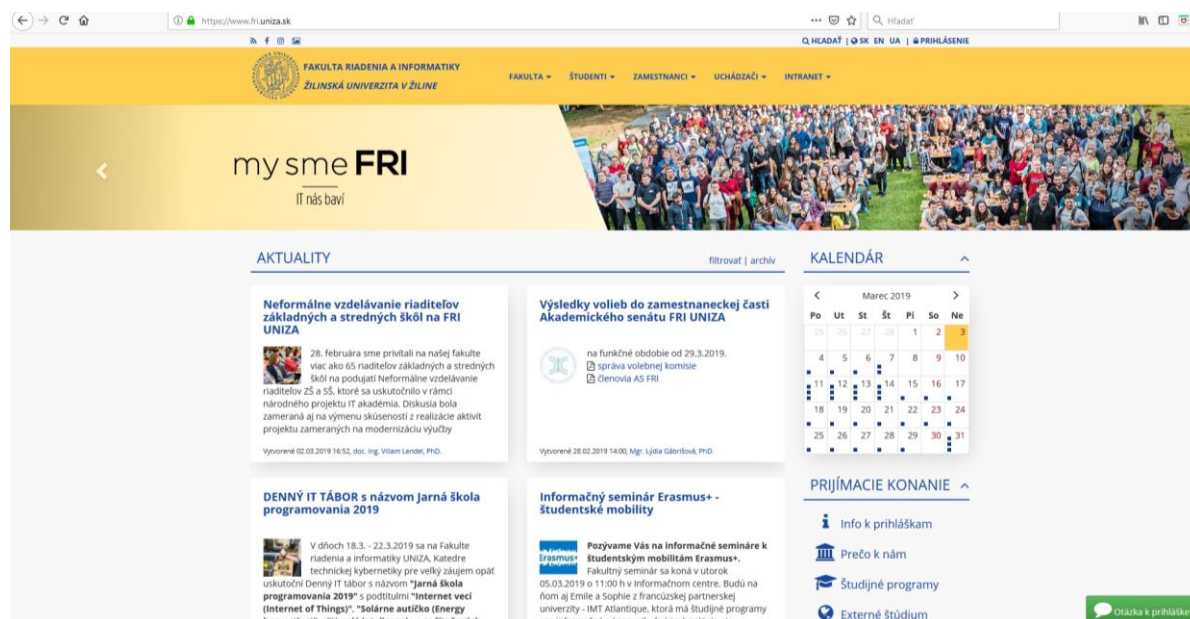 https://www.fri.uniza.sk
Hľadať
HĽADAŤ | SK EN UA | PRIHLÁSENIE
FAKULTA RIADENIA A INFORMATIKY
ŽILINSKÁ UNIVERZITA V ŽILINE
FAKULTA ŠTUDENTI ZAMESTNANCI UCHÁDZAČI INTRANET
my sme FRI
IT nás baví
AKTUALITY
filtrovať | archív
Neformálne vzdelávanie riaditeľov
základných a stredných škôl na FRI
UNIZA
28. februára sme privítali na našej fakulte
viac ako 65 riaditeľov základných a stredných
škôl na podujatí Neformálne vzdelávanie
riaditeľov ZŠ a SŠ, ktoré sa uskutočnilo v rámci
národného projektu IT akadémia. Diskusia bola
zameraná aj na výmenu skúseností z realizácie aktivít
projektu zameraných na modernizáciu výučby
Vytvorené 02.03.2019 16:52, doc. Ing. Viliam Lendel, PhD.
Výsledky volieb do zamestnaneckej časti
Akademického senátu FRI UNIZA
na funkčné obdobie od 29.3.2019.
správa volebnej komisie
členovia AS FRI
Vytvorené 28.02.2019 14:00, Mgr. Lýdia Gábrišová, PhD.
DENNÝ IT TÁBOR s názvom Jarná škola
programovania 2019
V dňoch 18.3. - 22.3.2019 sa na Fakulte
riadenia a informatiky UNIZA, Katedre
technickej kybernetiky pre veľký záujem opäť
uskutoční Denný IT tábor s názvom "Jarná škola
programovania 2019" s podtitulmi "Internet vecí
(Internet of Things)", "Solárne autíčko (Energy
Informačný seminár Erasmus+ -
študentské mobility
Erasmus+
Pozývame Vás na informačné semináre k
študentským mobilitám Erasmus+.
Fakultný seminár sa koná v utorok
05.03.2019 o 11:00 h v Informačnom centre. Budú na
ňom aj Emile a Sophie z francúzskej partnerskej
univerzity - IMT Atlantique, ktorá má študijné programy
KALENDÁR
Marec 2019
Po Ut St Št Pi So Ne
25 26 27 28 1 2 3
4 5 6 7 8 9 10
11 12 13 14 15 16 17
18 19 20 21 22 23 24
25 26 27 28 29 30 31
PRIJÍMACIE KONANIE
Info k prihláškam
Prečo k nám
Študijné programy
Externé štúdium
Otázka k prihláške